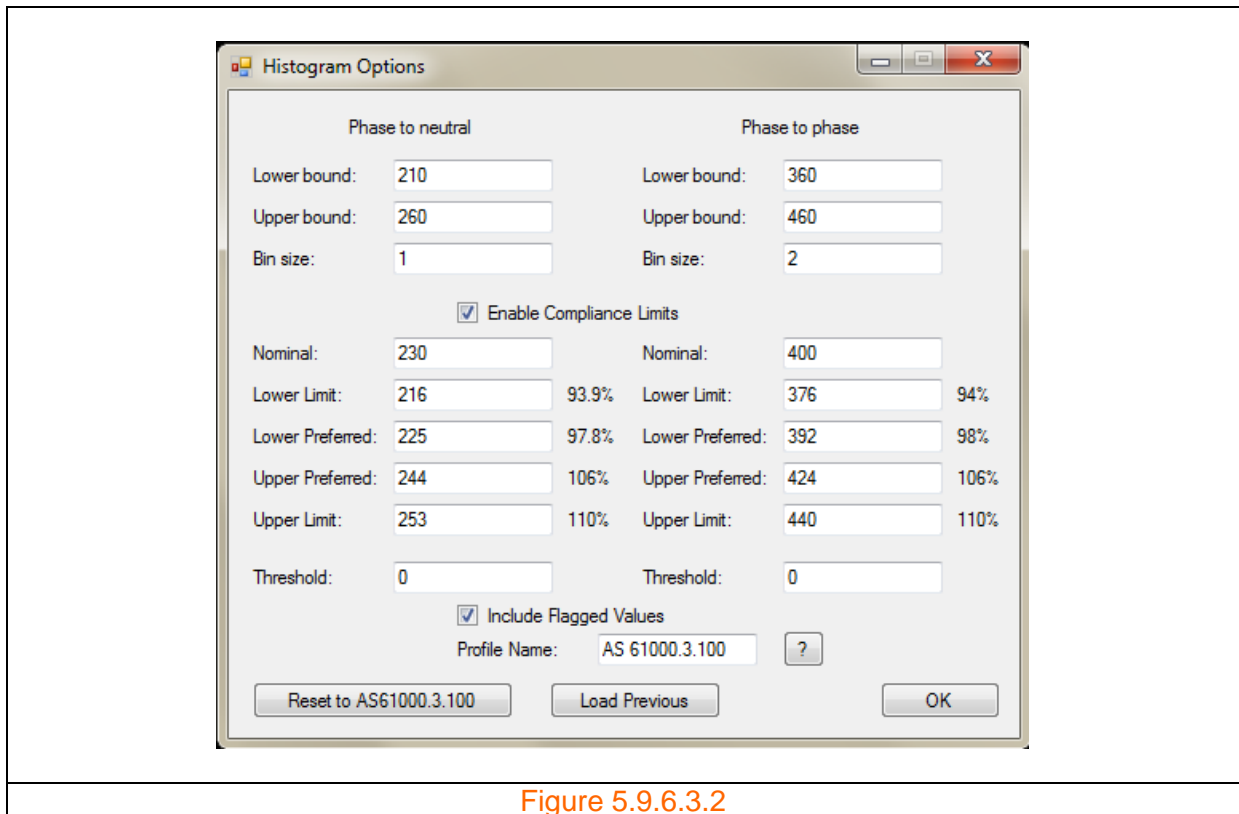 Histogram Options
Phase to neutral Phase to phase
Lower bound: 210 Lower bound: 360
Upper bound: 260 Upper bound: 460
Bin size: 1 Bin size: 2
Enable Compliance Limits
Nominal: 230 Nominal: 400
Lower Limit: 216 93.9% Lower Limit: 376 94%
Lower Preferred: 225 97.8% Lower Preferred: 392 98%
Upper Preferred: 244 106% Upper Preferred: 424 106%
Upper Limit: 253 110% Upper Limit: 440 110%
Threshold: 0 Threshold: 0
Include Flagged Values
Profile Name: AS 61000.3.100 ?
Reset to AS61000.3.100 Load Previous OK
Figure 5.9.6.3.2